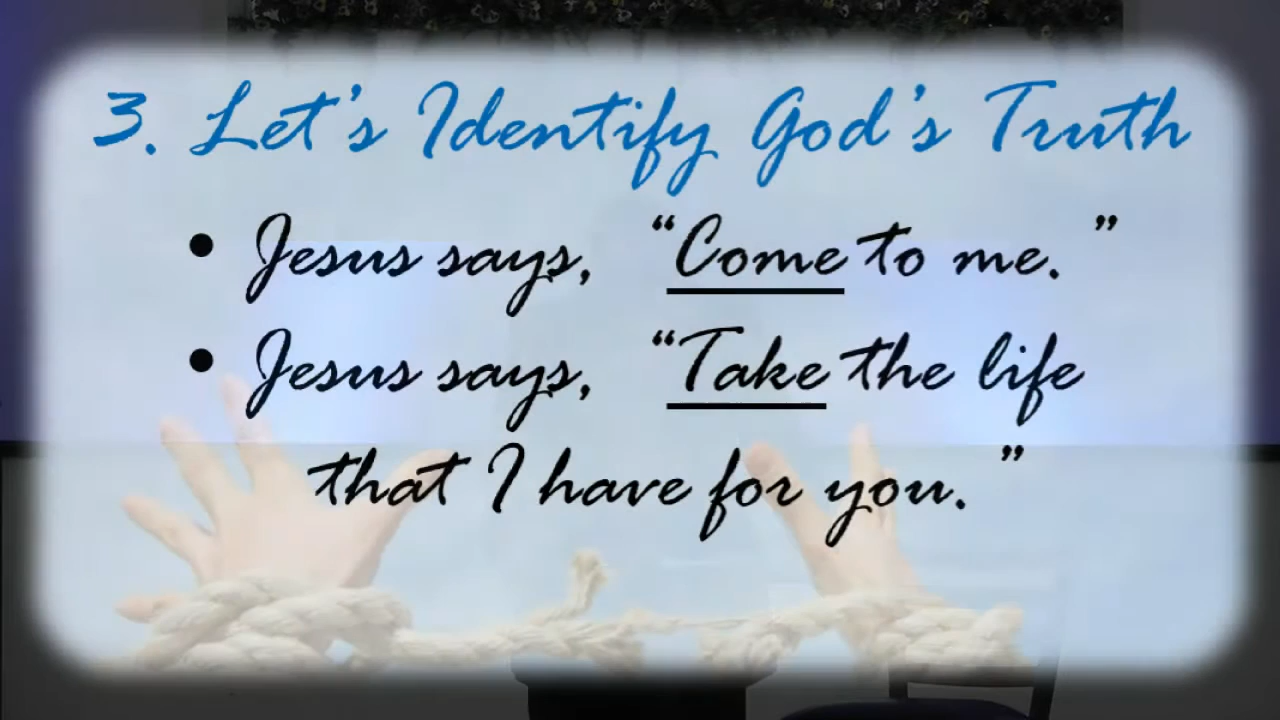 3. Let's Identify God's Truth
• Jesus says, “Come to me. ”
• Jesus says, “Take the life
that I have for you. ”